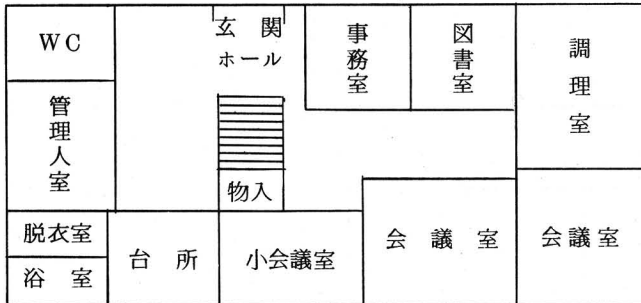 WC
玄関
ホール
事務室
図書室
調理室
管理人室
物入
脱衣室
浴室
台所
小会議室
会議室
会議室